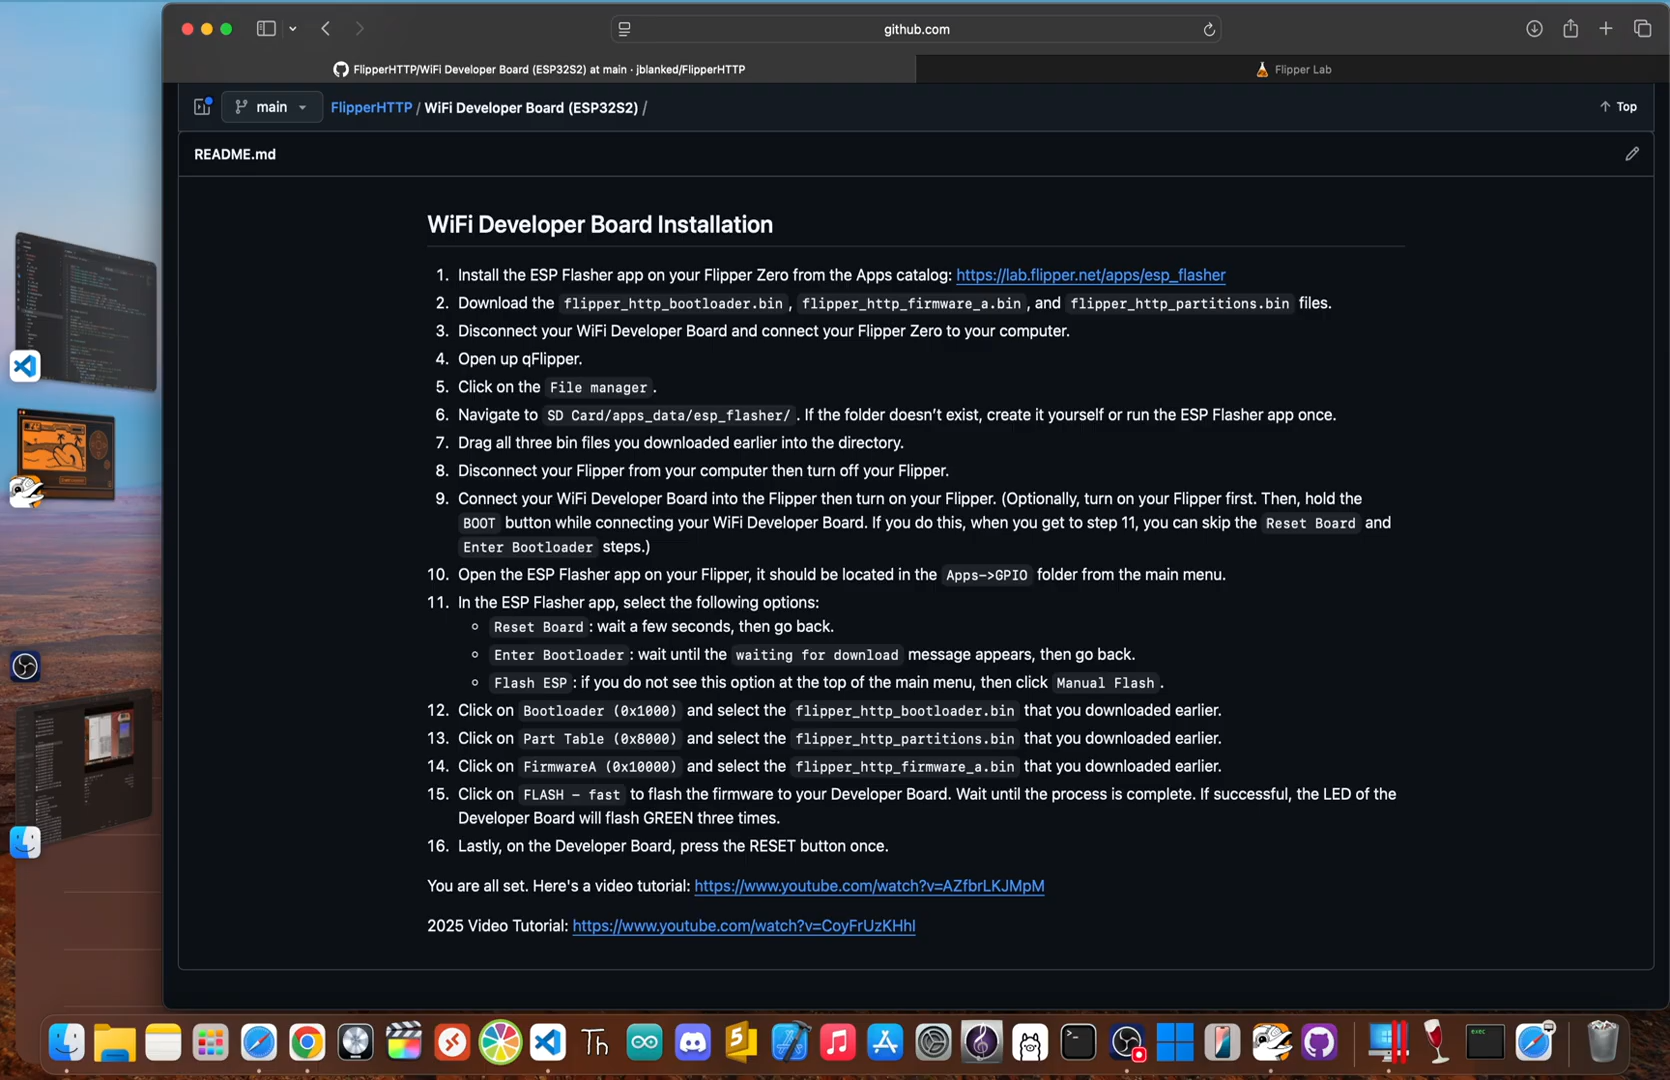 github.com
FlipperHTTP/WiFi Developer Board (ESP32S2) at main · jblanked/FlipperHTTP
Flipper Lab
main
FlipperHTTP / WiFi Developer Board (ESP32S2) /
Top
README.md
WiFi Developer Board Installation
1. Install the ESP Flasher app on your Flipper Zero from the Apps catalog: https://lab.flipper.net/apps/esp_flasher
2. Download the flipper_http_bootloader.bin, flipper_http_firmware_a.bin, and flipper_http_partitions.bin files.
3. Disconnect your WiFi Developer Board and connect your Flipper Zero to your computer.
4. Open up qFlipper.
5. Click on the File manager.
6. Navigate to SD Card/apps_data/esp_flasher/. If the folder doesn't exist, create it yourself or run the ESP Flasher app once.
7. Drag all three bin files you downloaded earlier into the directory.
8. Disconnect your Flipper from your computer then turn off your Flipper.
9. Connect your WiFi Developer Board into the Flipper then turn on your Flipper. (Optionally, turn on your Flipper first. Then, hold the
BOOT button while connecting your WiFi Developer Board. If you do this, when you get to step 11, you can skip the Reset Board and
Enter Bootloader steps.)
10. Open the ESP Flasher app on your Flipper, it should be located in the Apps->GPIO folder from the main menu.
11. In the ESP Flasher app, select the following options:
Reset Board: wait a few seconds, then go back.
Enter Bootloader: wait until the waiting for download message appears, then go back.
Flash ESP: if you do not see this option at the top of the main menu, then click Manual Flash.
12. Click on Bootloader (0x1000) and select the flipper_http_bootloader.bin that you downloaded earlier.
13. Click on Part Table (0x8000) and select the flipper_http_partitions.bin that you downloaded earlier.
14. Click on FirmwareA (0x10000) and select the flipper_http_firmware_a.bin that you downloaded earlier.
15. Click on FLASH - fast to flash the firmware to your Developer Board. Wait until the process is complete. If successful, the LED of the
Developer Board will flash GREEN three times.
16. Lastly, on the Developer Board, press the RESET button once.
You are all set. Here's a video tutorial: https://www.youtube.com/watch?v=AZfbrLKJMpM
2025 Video Tutorial: https://www.youtube.com/watch?v=CoyFrUzKHhI
Th
S
exec